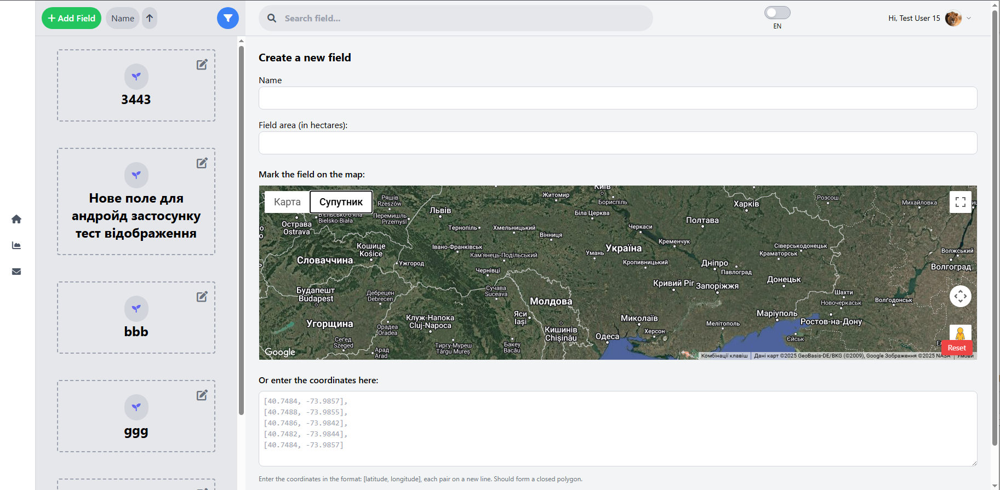 Add Field
Name
Search field...
EN
Hi, Test User 15
3443
Нове поле для
андройд застосунку
тест відображення
bbb
ggg
Create a new field
Name
Field area (in hectares):
Mark the field on the map:
Карта
Супутник
Київ
Бориспіль
Житомир
Ряшів
Rzeszów
Львів
Біла Церква
Харків
Розсош
Михайловка
Bielsko-Biała
Перемишль
Przemyśl
Острава
Ostrava
Тернопіль
Хмельницький
Вінниця
Черкаси
Полтава
Кременчук
Україна
Кошице
Košice
Івано-Франківськ
Кам'янець-Подільський
Умань
Сіверськодонецьк
Краматорськ
Волжський
Словаччина
Ужгород
Чернівці
Кропивницький
Дніпро
Павлоград
Волгоград
Будапешт
Budapest
Дебрецен
Debrecen
Сучава
Suceava
Кривий Ріг
Запоріжжя
Донецьк
Молдова
Шахти
Новочеркаськ
Волгодонськ
Угорщина
Клуж-Напока
Cluj-Napoca
Яси
Iași
Миколаїв
Маріуполь
Ростов-на-Дону
Орадеа
Oradea
Кишинів
Chișinău
Херсон
Мелітополь
Одеса
Єйськ
Сегед
Szeged
Арад
Arad
Тиргу-Муреш
Târgu Mureș
Бакеу
Bacău
Google
Reset
Комбінації клавіш
Дані карт ©2025 GeoBasis-DE/BKG (©2009), Google Зображення ©2025 NASA
Умови
Or enter the coordinates here:
[40.7484, -73.9857],
[40.7488, -73.9855],
[40.7486, -73.9842],
[40.7482, -73.9844],
[40.7484, -73.9857]
Enter the coordinates in the format: [latitude, longitude], each pair on a new line. Should form a closed polygon.